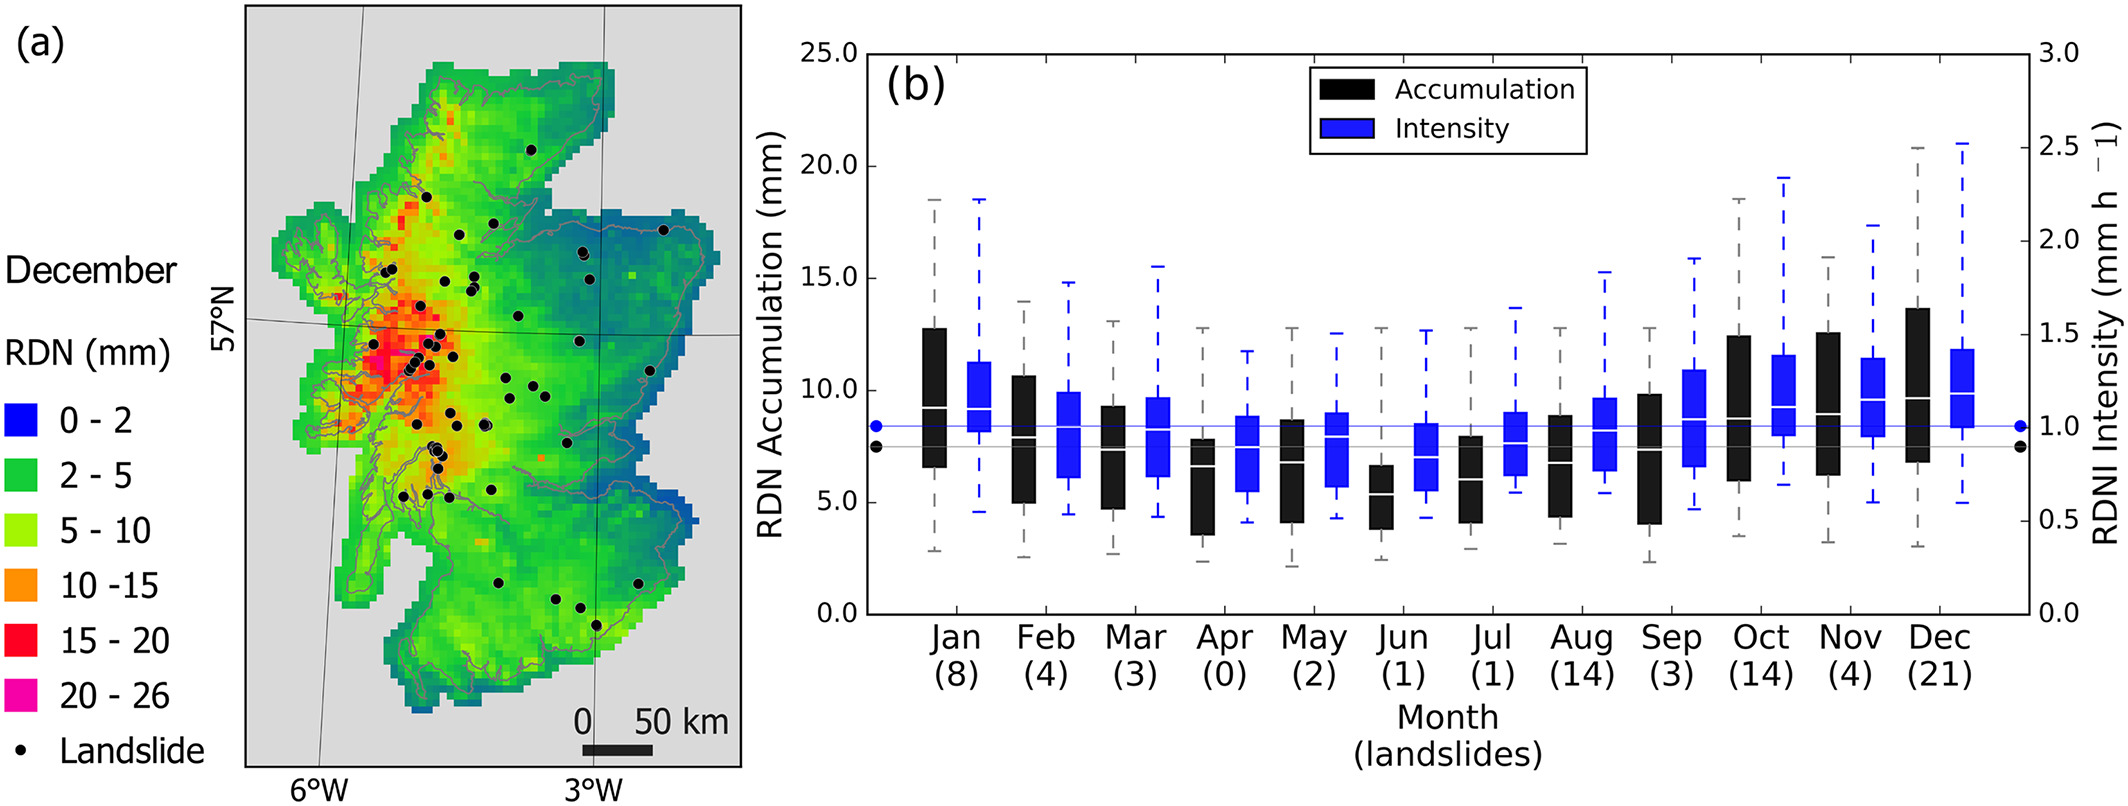 (a)
December
RDN (mm)
0 - 2
2 - 5
5 - 10
10 -15
15 - 20
20 - 26
Landslide
57°N
6°W
3°W
0 50 km
(b)
Accumulation
Intensity
RDN Accumulation (mm)
25.0
20.0
15.0
10.0
5.0
0.0
RDNI Intensity (mm h − 1)
3.0
2.5
2.0
1.5
1.0
0.5
0.0
Jan Feb Mar Apr May Jun Jul Aug Sep Oct Nov Dec
(8) (4) (3) (0) (2) (1) (1) (14) (3) (14) (4) (21)
Month
(landslides)